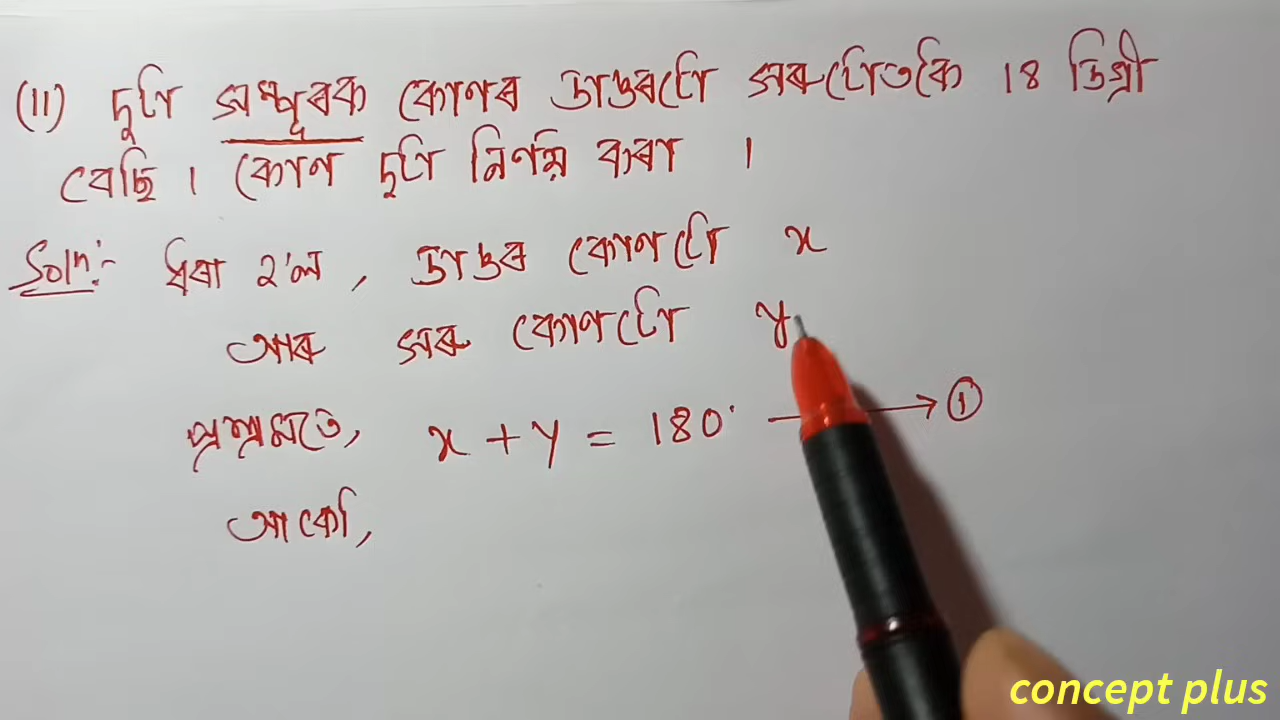 (11) দুটা সম্পূৰক কোণৰ ডাঙৰটো সৰুটোতকৈ 18 ডিগ্ৰী
বেছি । কোণ দুটা নিৰ্ণয় কৰা ।
Soln:- ধৰা হ'ল , ডাঙৰ কোণটো x
আৰু সৰু কোণটো y
প্ৰশ্নমতে, x + y = 180° → ①
আকৌ,
concept plus